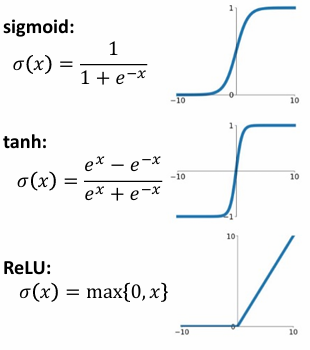 sigmoid:
σ(x) = 1 / (1 + e^{-x})
1
0
-10
10
tanh:
σ(x) = (e^x − e^{-x}) / (e^x + e^{-x})
1
-10
10
-1
ReLU:
σ(x) = max{0, x}
10
0
-10
10